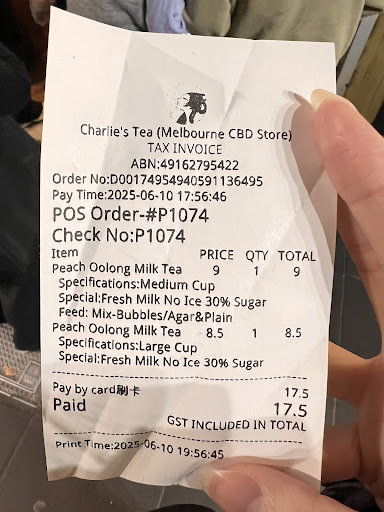 Charlie's Tea (Melbourne CBD Store)
TAX INVOICE
ABN:49162795422
Order No:D00174954940591136495
Pay Time:2025-06-10 17:56:46
POS Order-#P1074
Check No:P1074
Item PRICE QTY TOTAL
Peach Oolong Milk Tea 9 1 9
Specifications:Medium Cup
Special:Fresh Milk No Ice 30% Sugar
Feed: Mix-Bubbles/Agar&Plain
Peach Oolong Milk Tea 8.5 1 8.5
Specifications:Large Cup
Special:Fresh Milk No Ice 30% Sugar
Pay by card刷卡 17.5
Paid 17.5
GST INCLUDED IN TOTAL
Print Time:2025-06-10 19:56:45